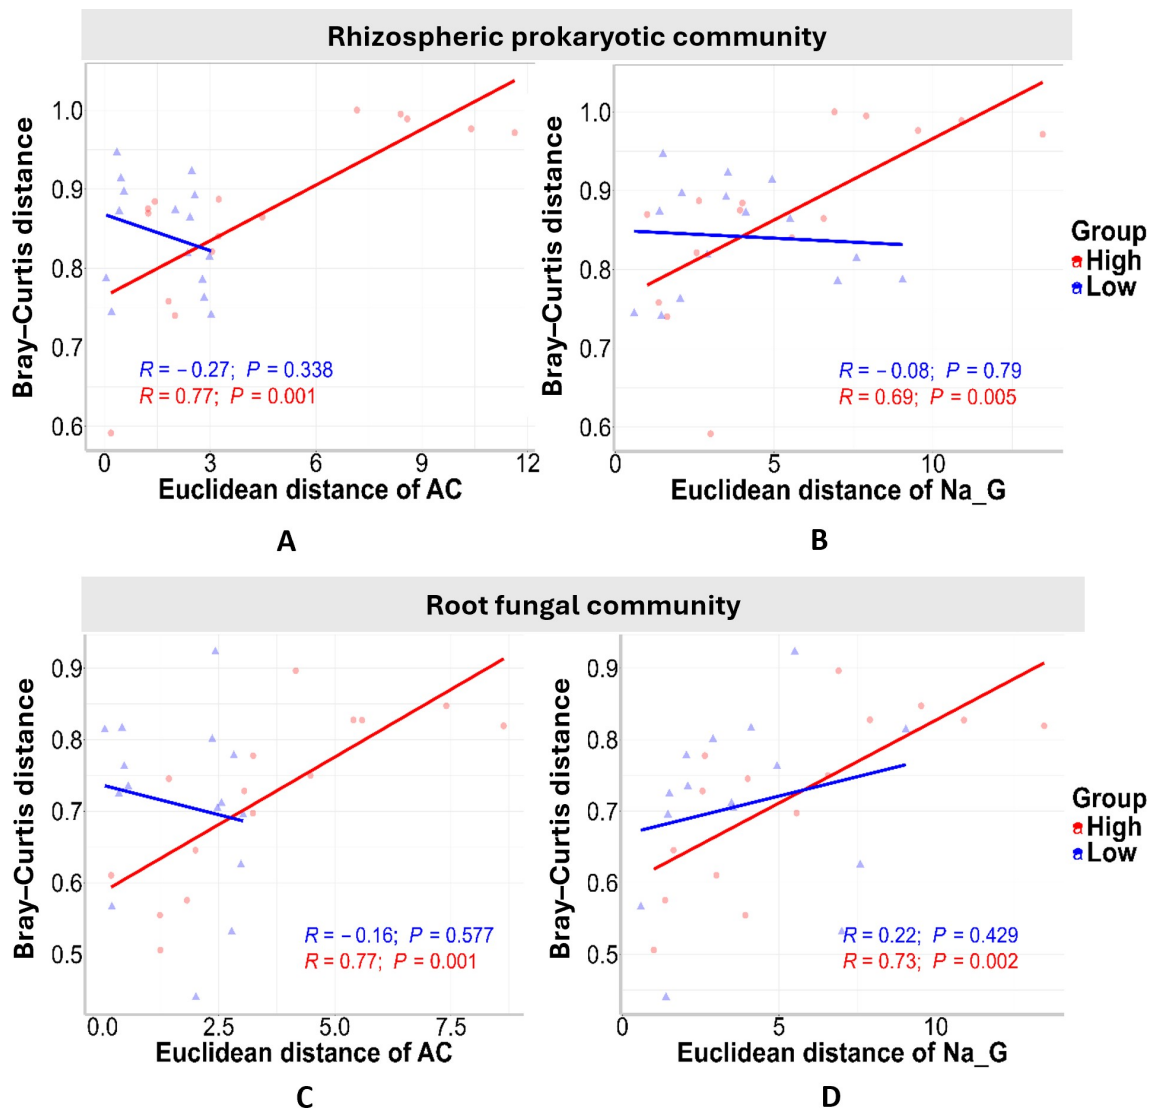 Rhizospheric prokaryotic community
Bray–Curtis distance
1.0
0.9
0.8
0.7
0.6
R = − 0.27; P = 0.338
R = 0.77; P = 0.001
0 3 6 9 12
Euclidean distance of AC
A
Bray–Curtis distance
1.0
0.9
0.8
0.7
0.6
R = − 0.08; P = 0.79
R = 0.69; P = 0.005
0 5 10
Euclidean distance of Na_G
B
Group
High
Low
Root fungal community
Bray–Curtis distance
0.9
0.8
0.7
0.6
0.5
R = − 0.16; P = 0.577
R = 0.77; P = 0.001
0.0 2.5 5.0 7.5
Euclidean distance of AC
C
Bray–Curtis distance
0.9
0.8
0.7
0.6
0.5
R = 0.22; P = 0.429
R = 0.73; P = 0.002
0 5 10
Euclidean distance of Na_G
D
Group
High
Low